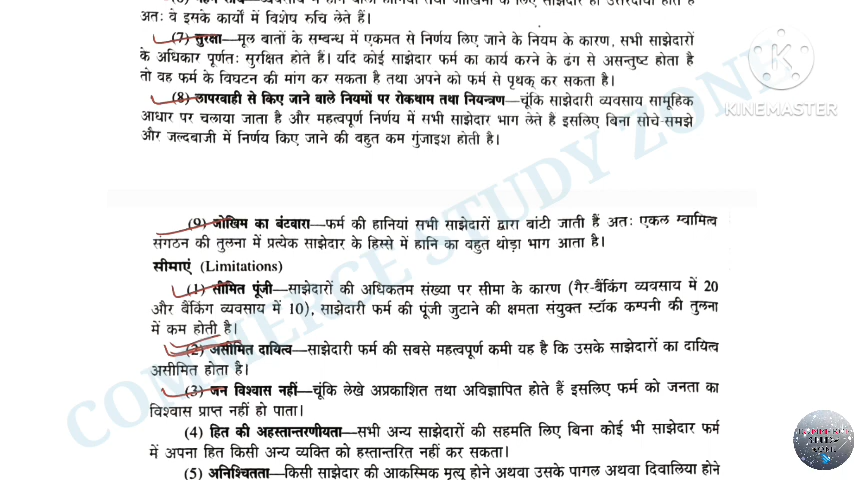 अतः वे इसके कार्यो में विशेष रुचि लेते हैं।
(7) सुरक्षा—मूल बातों के सम्बन्ध में एकमत से निर्णय लिए जाने के नियम के कारण, सभी साझेदारों
के अधिकार पूर्णतः सुरक्षित होते हैं। यदि कोई साझेदार फर्म का कार्य करने के ढंग से असन्तुष्ट होता है
तो वह फर्म के विघटन की मांग कर सकता है तथा अपने को फर्म से पृथक् कर सकता है।
(8) लापरवाही से किए जाने वाले नियमों पर रोकथाम तथा नियन्त्रण—चूंकि साझेदारी व्यवसाय सामूहिक
आधार पर चलाया जाता है और महत्वपूर्ण निर्णय में सभी साझेदार भाग लेते है इसलिए बिना सोचे-समझे
और जल्दबाजी में निर्णय किए जाने की बहुत कम गुंजाइश होती है।
KINEMASTER
(9) जोखिम का बंटवारा—फर्म की हानियां सभी साझेदारों द्वारा बांटी जाती हैं अतः एकल स्वामित्व
संगठन की तुलना में प्रत्येक साझेदार के हिस्से में हानि का बहुत थोड़ा भाग आता है।
सीमाएं (Limitations)
(1) सीमित पूंजी—साझेदारों की अधिकतम संख्या पर सीमा के कारण (गैर-बैंकिंग व्यवसाय में 20
और बैंकिंग व्यवसाय में 10), साझेदारी फर्म की पूंजी जुटाने की क्षमता संयुक्त स्टॉक कम्पनी की तुलना
में कम होती है।
(2) असीमित दायित्व—साझेदारी फर्म की सबसे महत्वपूर्ण कमी यह है कि उसके साझेदारों का दायित्व
असीमित होता है।
(3) जन विश्वास नहीं—चूंकि लेखे अप्रकाशित तथा अविज्ञापित होते हैं इसलिए फर्म को जनता का
विश्वास प्राप्त नहीं हो पाता।
(4) हित की अहस्तान्तरणीयता—सभी अन्य साझेदारों की सहमति लिए बिना कोई भी साझेदार फर्म
में अपना हित किसी अन्य व्यक्ति को हस्तान्तरित नहीं कर सकता।
(5) अनिश्चितता—किसी साझेदार की आकस्मिक मृत्यु होने अथवा उसके पागल अथवा दिवालिया होने
COMMERCE STUDY ZONE